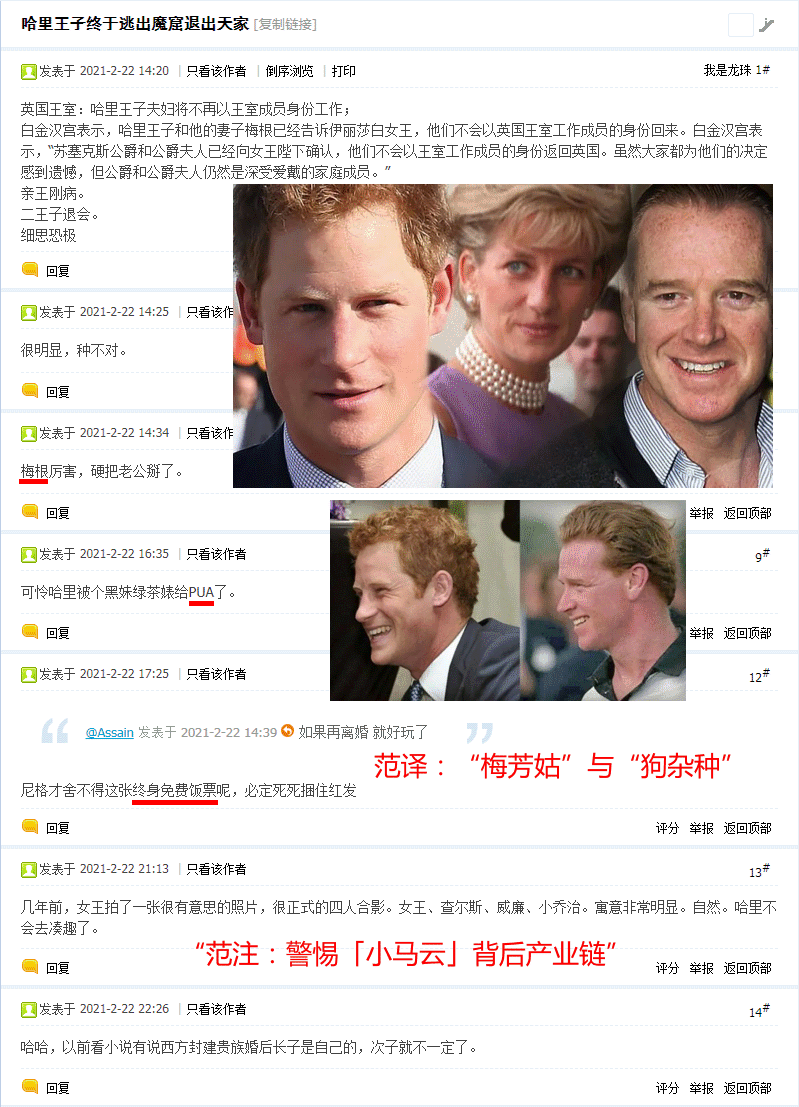 哈里王子终于逃出魔窟退出天家 [复制链接]
发表于 2021-2-22 14:20 | 只看该作者 | 倒序浏览 | 打印
我是龙珠 1#
英国王室：哈里王子夫妇将不再以王室成员身份工作；
白金汉宫表示，哈里王子和他的妻子梅根已经告诉伊丽莎白女王，他们不会以英国王室工作成员的身份回来。白金汉宫表
示，“苏塞克斯公爵和公爵夫人已经向女王陛下确认，他们不会以王室工作成员的身份返回英国。虽然大家都为他们的决定
感到遗憾，但公爵和公爵夫人仍然是深受爱戴的家庭成员。”
亲王刚病。
二王子退会。
细思恐极
回复
发表于 2021-2-22 14:25 | 只看该作
很明显，种不对。
回复
发表于 2021-2-22 14:34 | 只看该作
梅根厉害，硬把老公掰了。
回复
举报 返回顶部
发表于 2021-2-22 16:35 | 只看该作者
9#
可怜哈里被个黑妹绿茶婊给PUA了。
回复
举报 返回顶部
发表于 2021-2-22 17:25 | 只看该作者
12#
“ @Assain 发表于 2021-2-22 14:39 如果再离婚 就好玩了 ”
范译：“梅芳姑”与“狗杂种”
尼格才舍不得这张终身免费饭票呢，必定死死捆住红发
回复
评分 举报 返回顶部
发表于 2021-2-22 21:13 | 只看该作者
13#
几年前，女王拍了一张很有意思的照片，很正式的四人合影。女王、查尔斯、威廉、小乔治。寓意非常明显。自然。哈里不
会去凑趣了。
“范注：警惕「小马云」背后产业链”
回复
评分 举报 返回顶部
发表于 2021-2-22 22:26 | 只看该作者
14#
哈哈，以前看小说有说西方封建贵族婚后长子是自己的，次子就不一定了。
回复
评分 举报 返回顶部